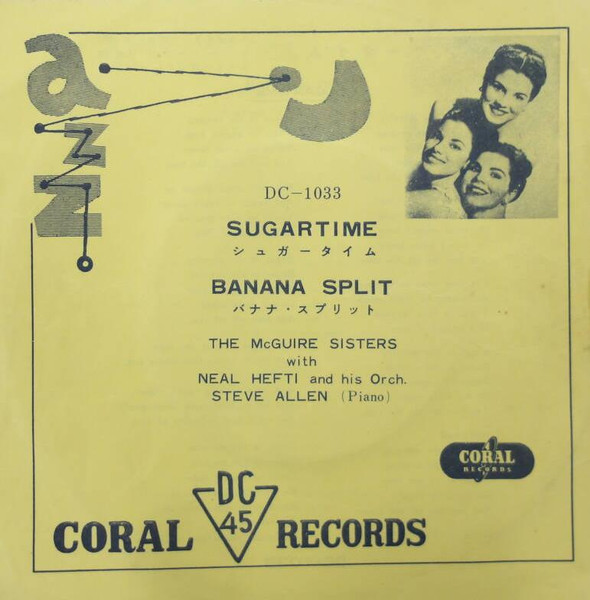 Jazz
DC-1033
SUGARTIME
シュガータイム
BANANA SPLIT
バナナ・スプリット
THE McGUIRE SISTERS
with
NEAL HEFTI and his Orch.
STEVE ALLEN (Piano)
CORAL
RECORDS
CORAL DC 45 RECORDS